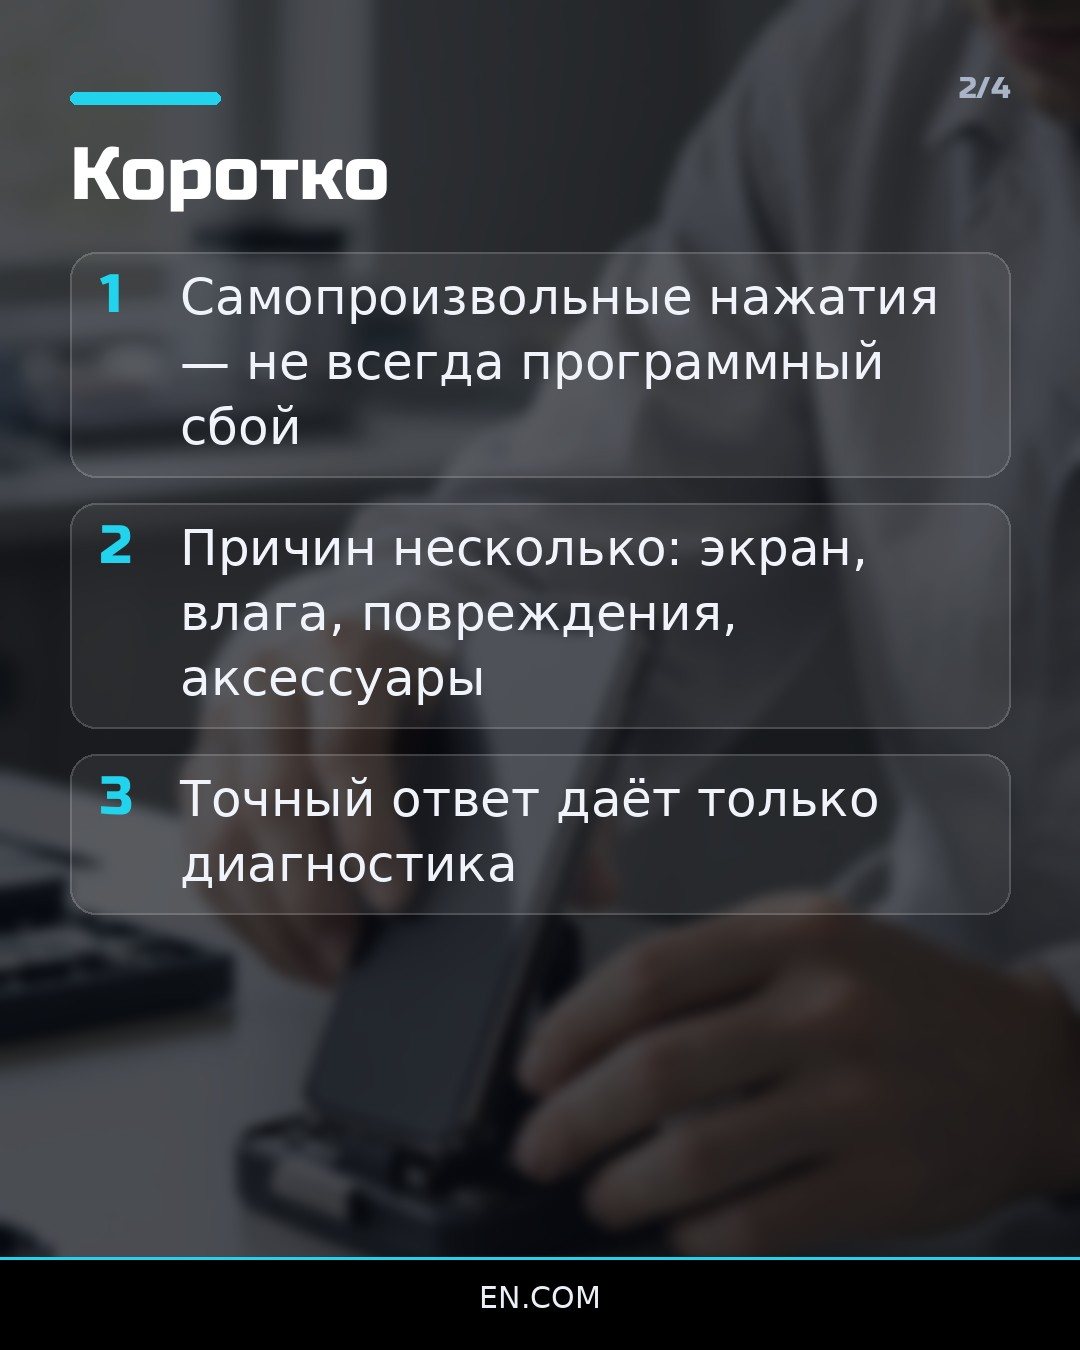 2/4
Коротко
1 Самопроизвольные нажатия
— не всегда программный
сбой
2 Причин несколько: экран,
влага, повреждения,
аксессуары
3 Точный ответ даёт только
диагностика
EN.COM